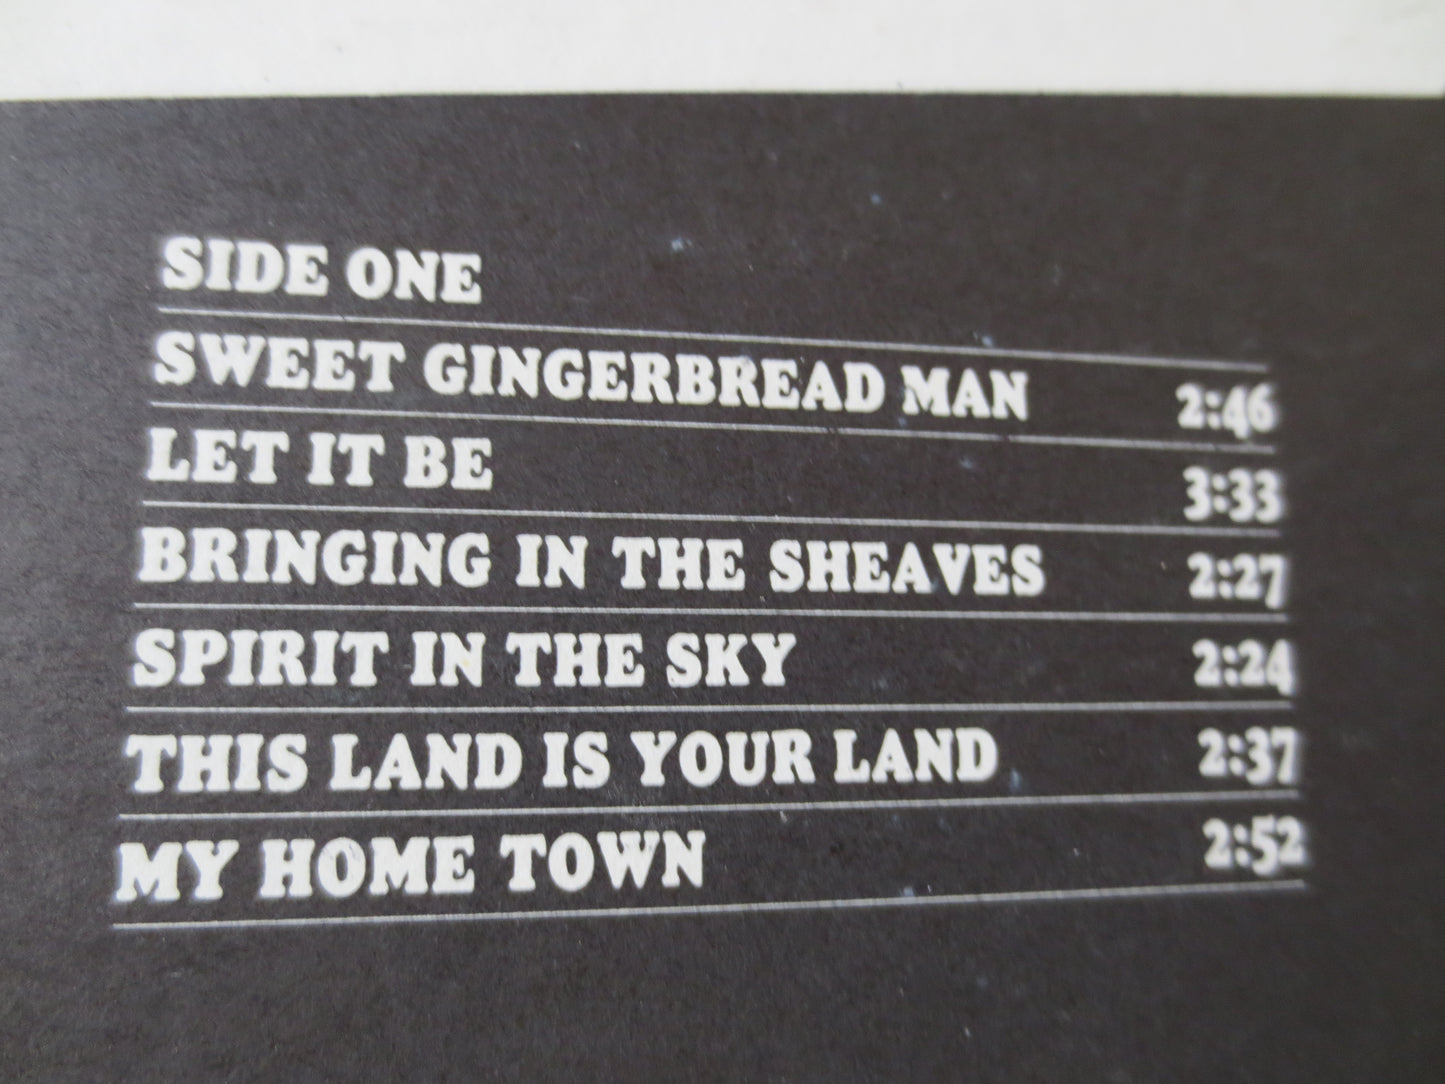 SIDE ONE
SWEET GINGERBREAD MAN 2:46
LET IT BE 3:33
BRINGING IN THE SHEAVES 2:27
SPIRIT IN THE SKY 2:24
THIS LAND IS YOUR LAND 2:37
MY HOME TOWN 2:52